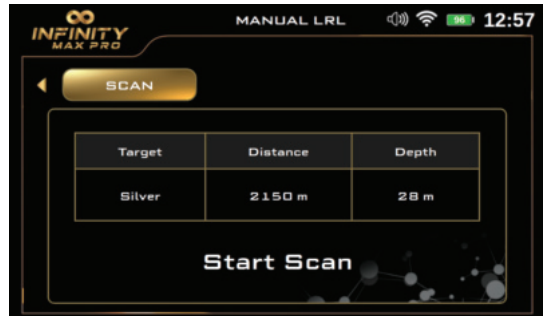 INFINITY
MAX PRO
MANUAL LRL
96
12:57
SCAN
Target Distance Depth
Silver 2150 m 28 m
Start Scan